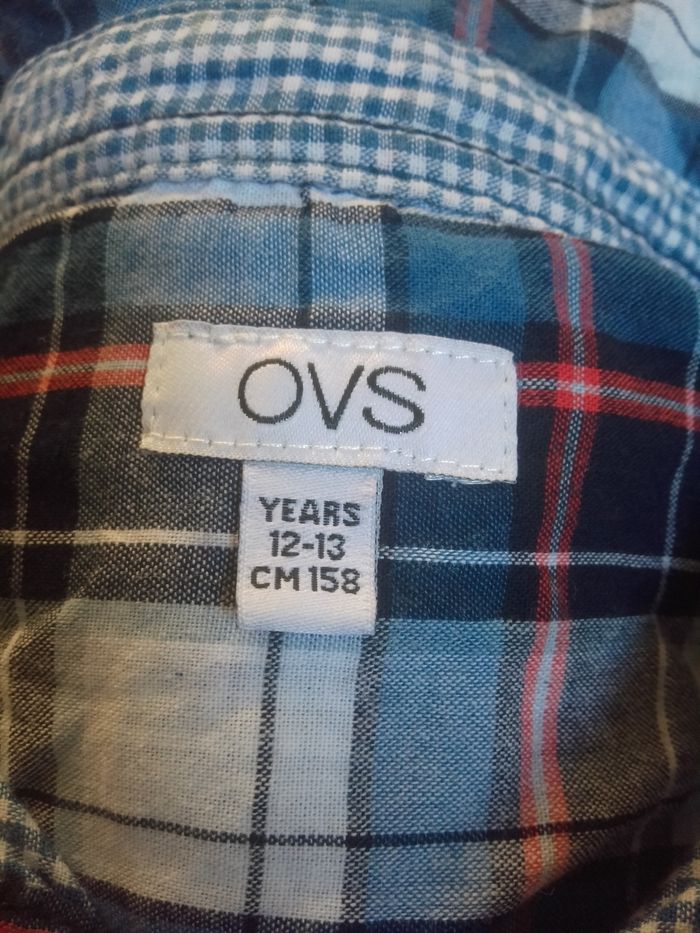 OVS
YEARS
12-13
CM 158